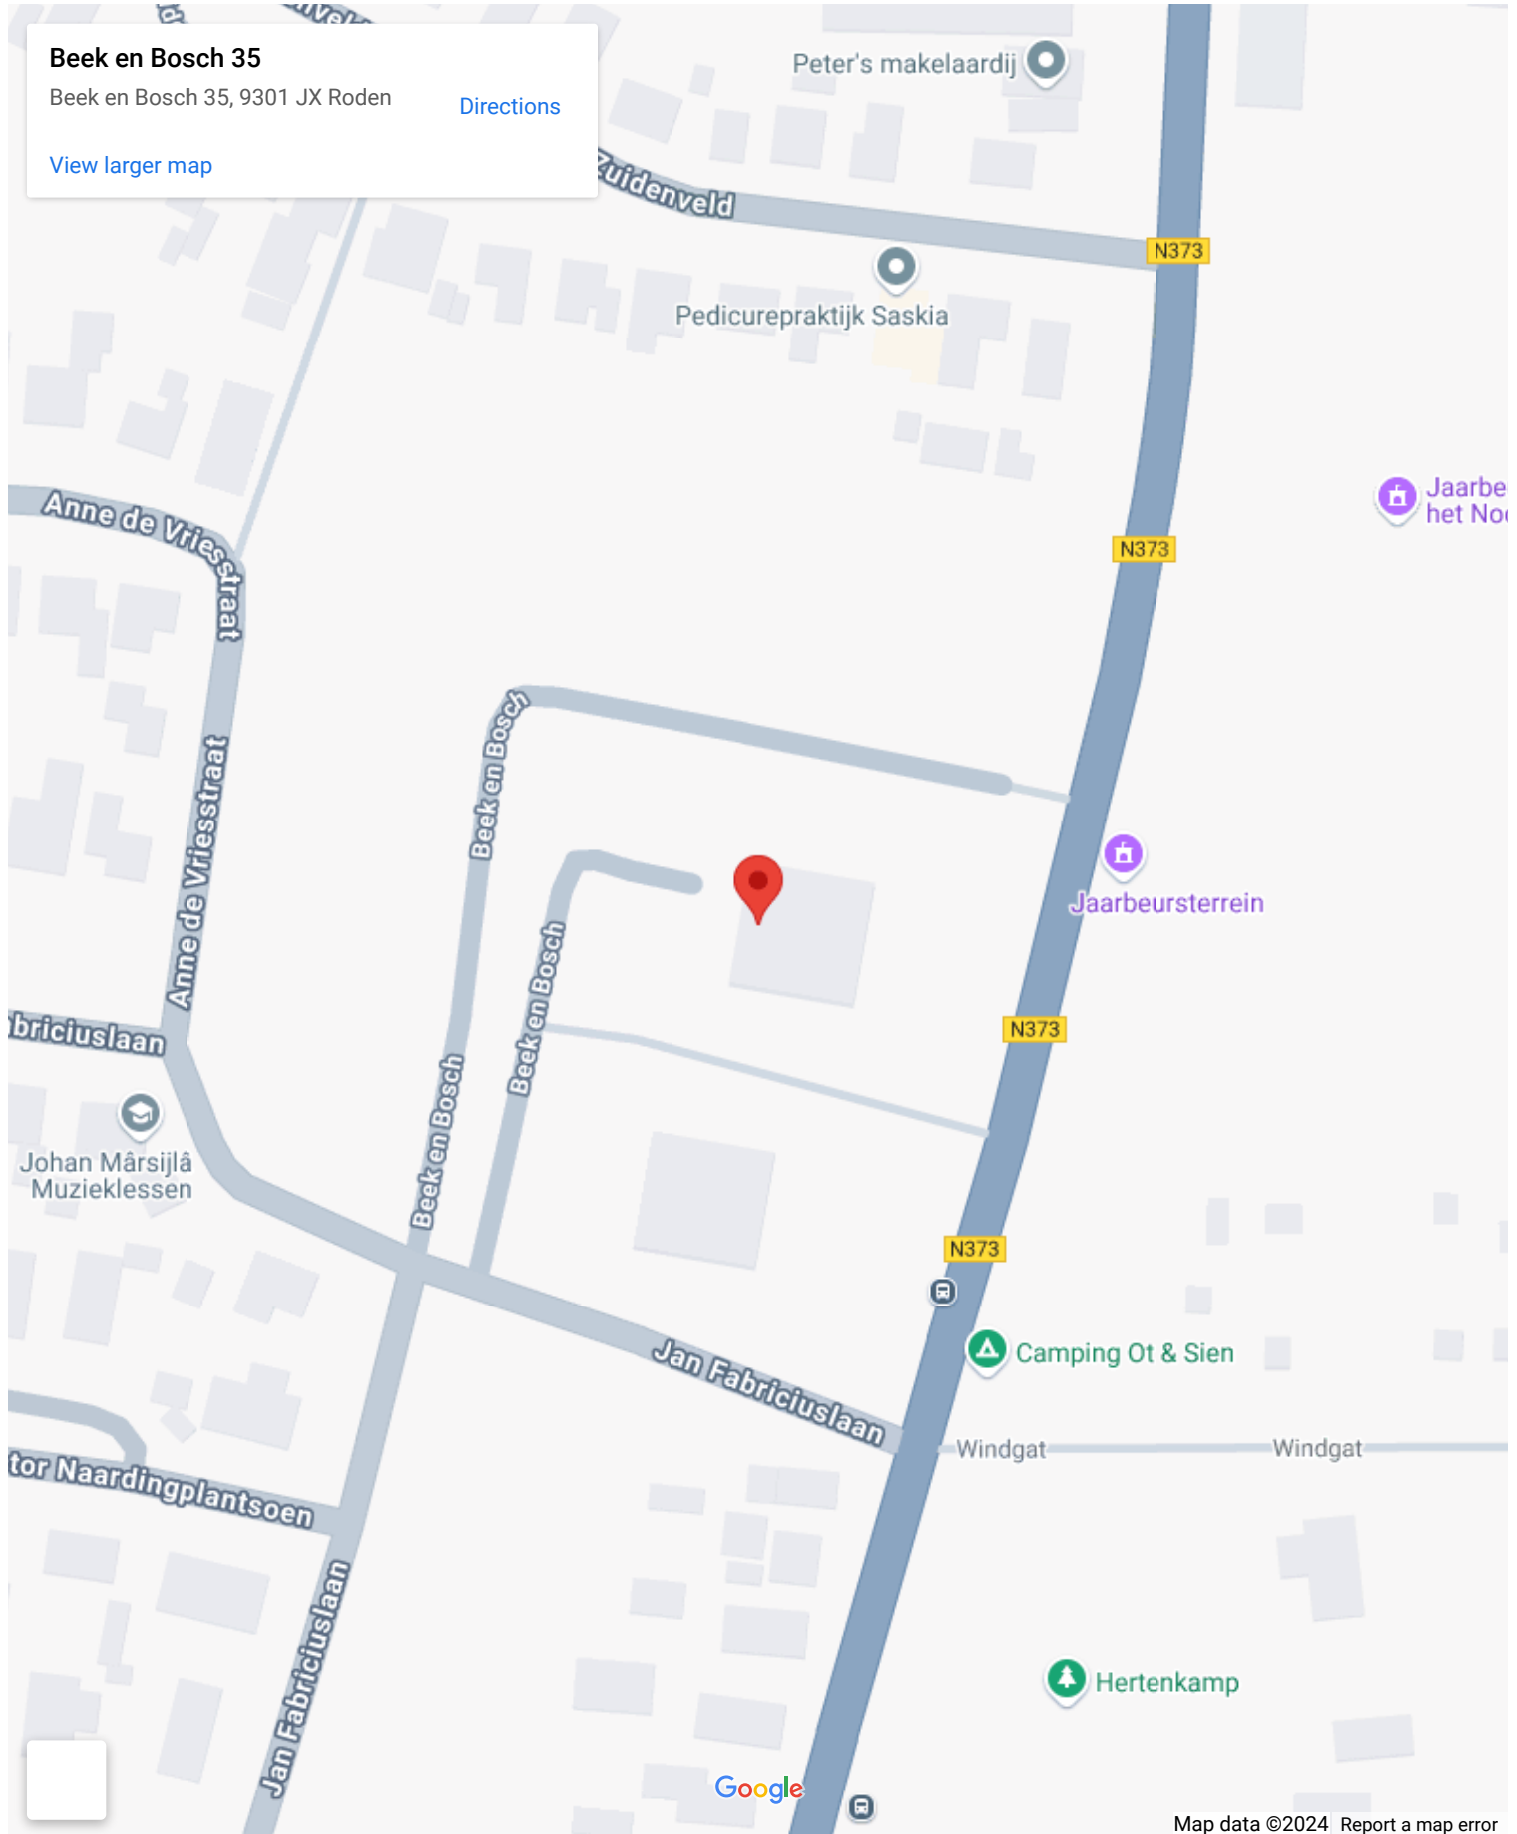 Beek en Bosch 35
Beek en Bosch 35, 9301 JX Roden
Directions
View larger map
Peter's makelaardij
Zuidenveld
N373
Pedicurepraktijk Saskia
Anne de Vriesstraat
Jaarbe
het Noo
N373
Beek en Bosch
Anne de Vriesstraat
Jaarbeursterrein
Beek en Bosch
N373
briciuslaan
Beek en Bosch
Johan Mârsijlâ
Muzieklessen
N373
Camping Ot & Sien
Jan Fabriciuslaan
Windgat
Windgat
tor Naardingplantsoen
Jan Fabriciuslaan
Hertenkamp
Google
Map data ©2024
Report a map error